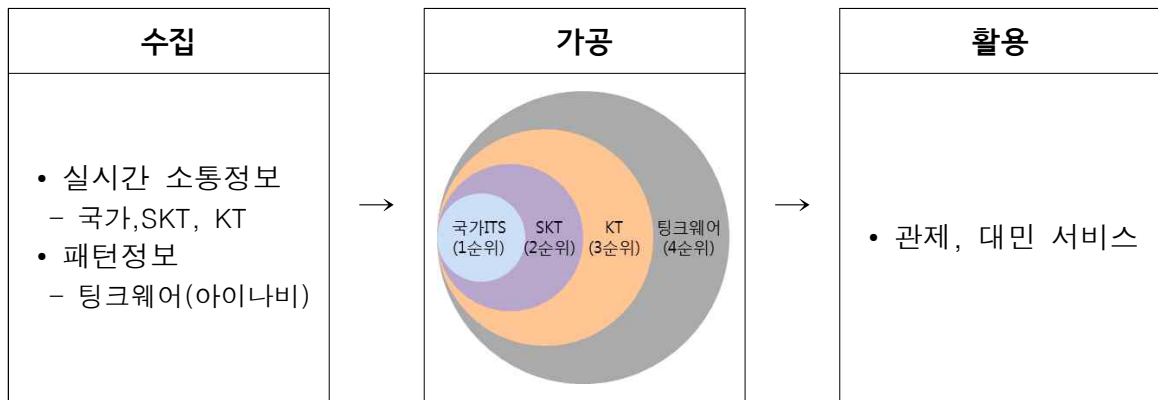 수집
• 실시간 소통정보
– 국가,SKT, KT
• 패턴정보
– 팅크웨어(아이나비)
→
가공
국가ITS
(1순위)
SKT
(2순위)
KT
(3순위)
팅크웨어
(4순위)
→
활용
• 관제, 대민 서비스